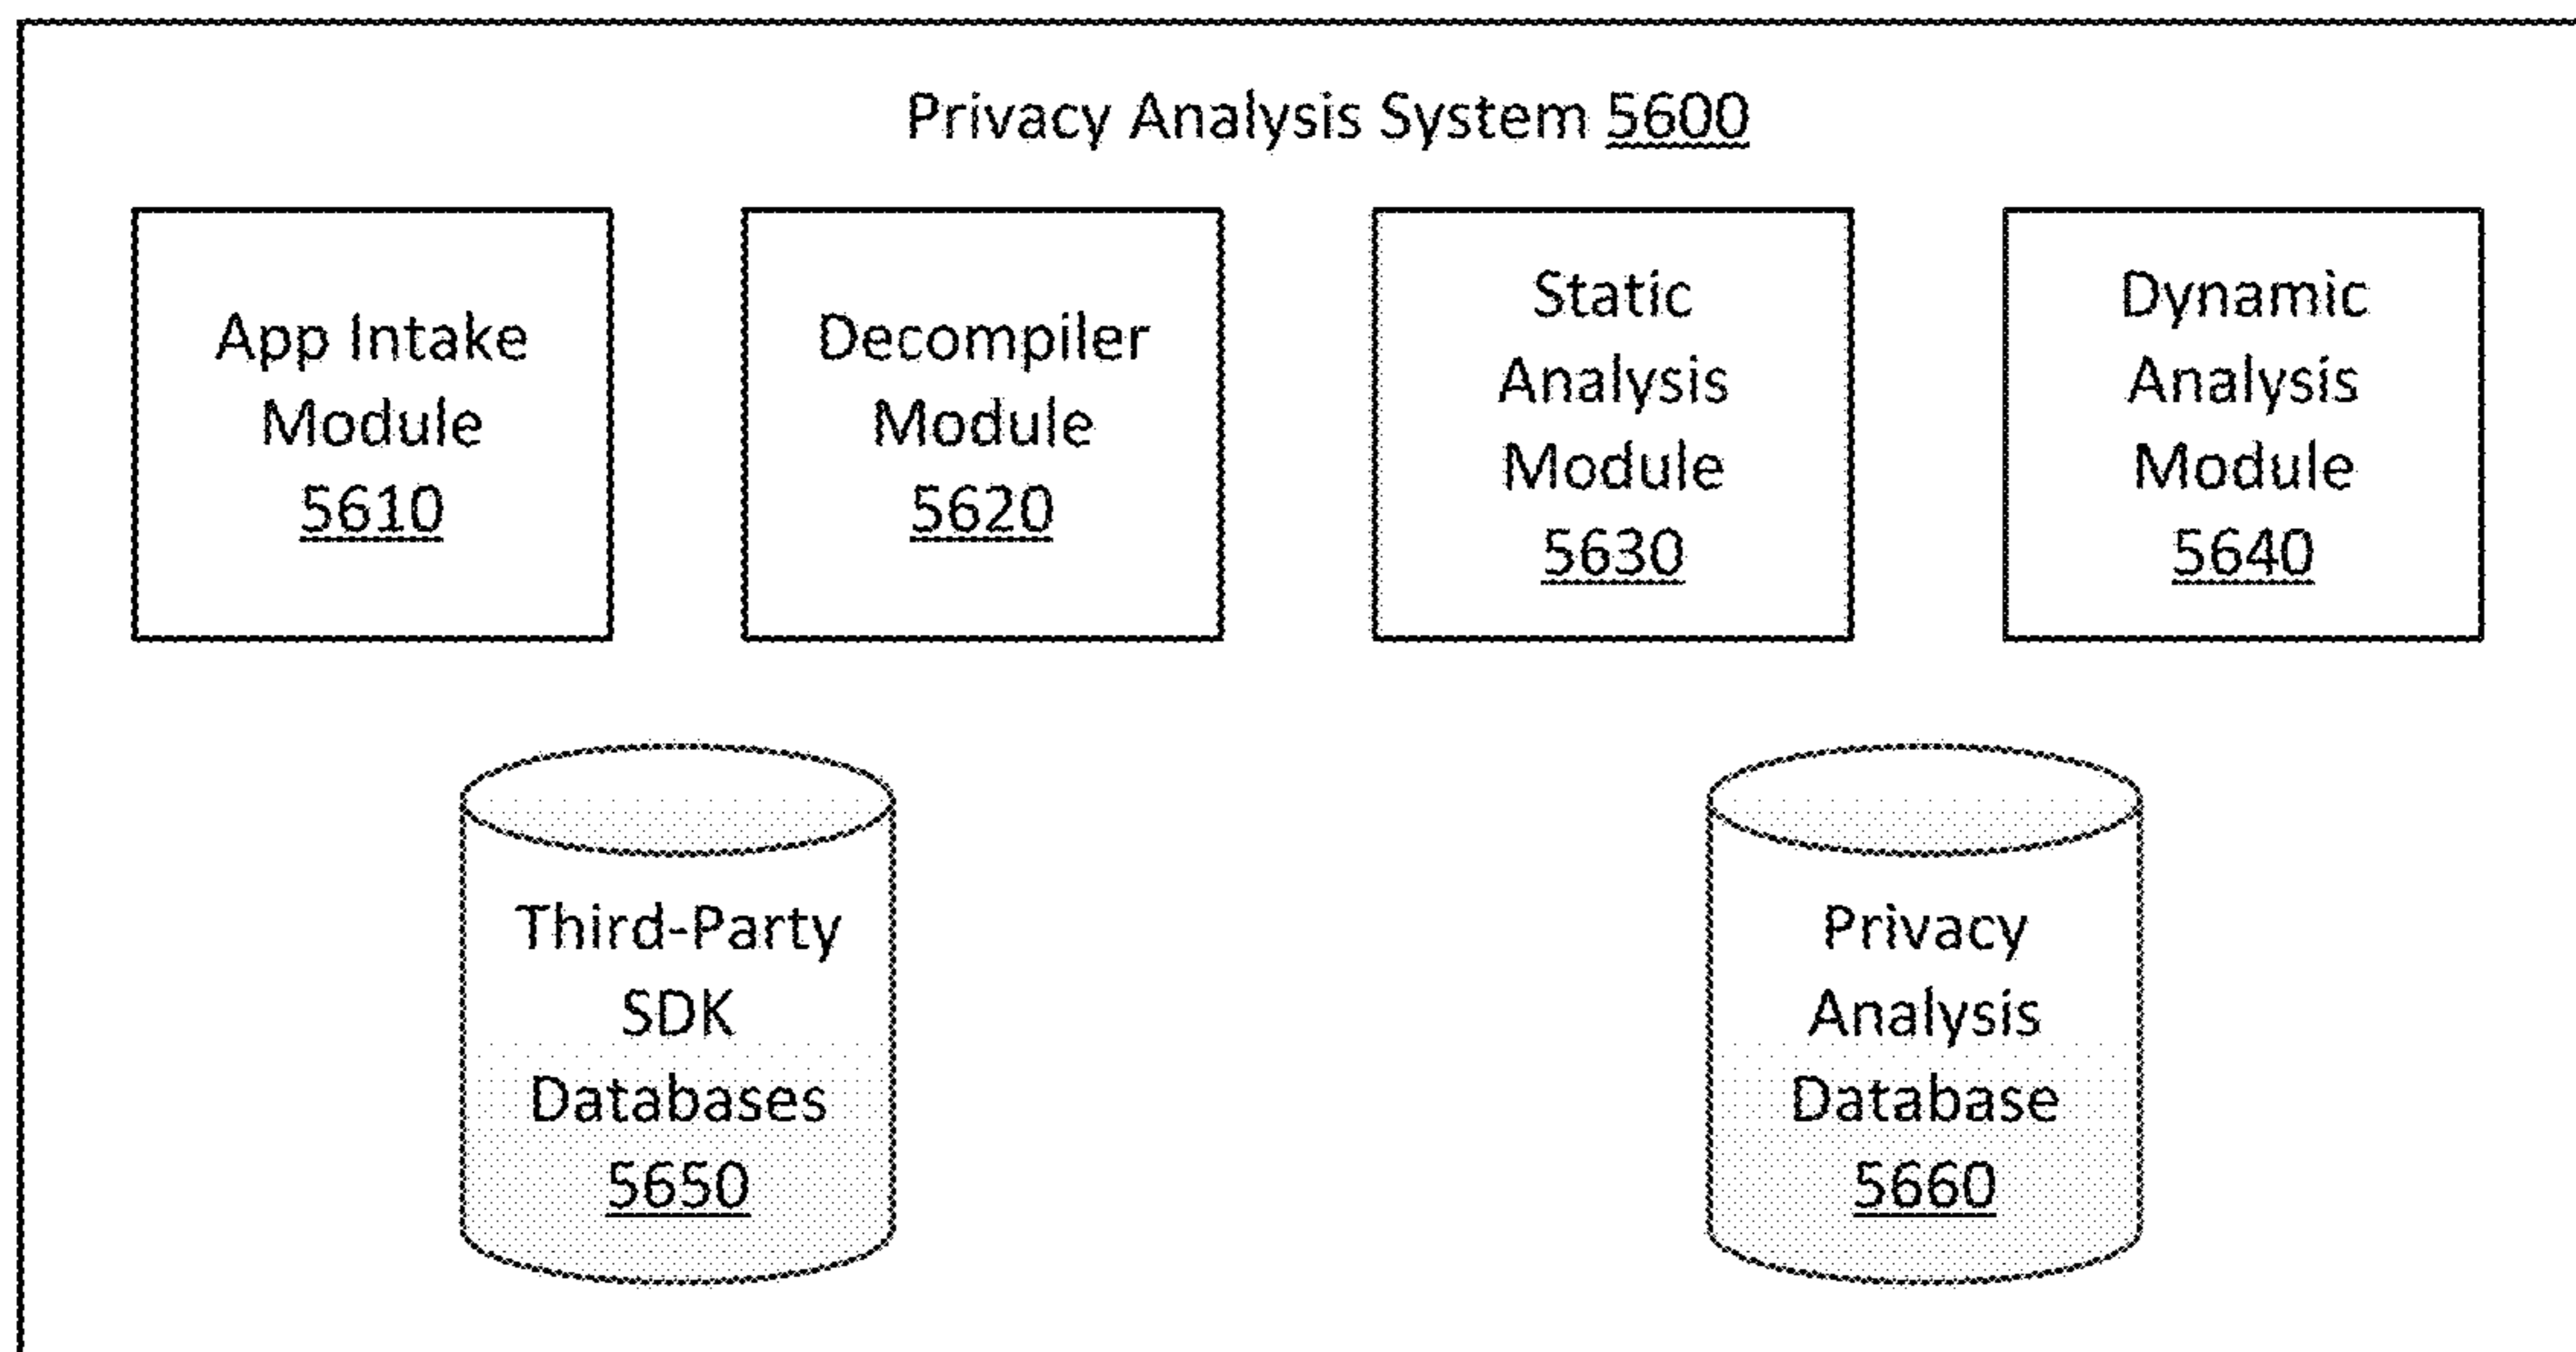 Privacy Analysis System 5600
App Intake
Module
5610
Decompiler
Module
5620
Static
Analysis
Module
5630
Dynamic
Analysis
Module
5640
Third-Party
SDK
Databases
5650
Privacy
Analysis
Database
5660